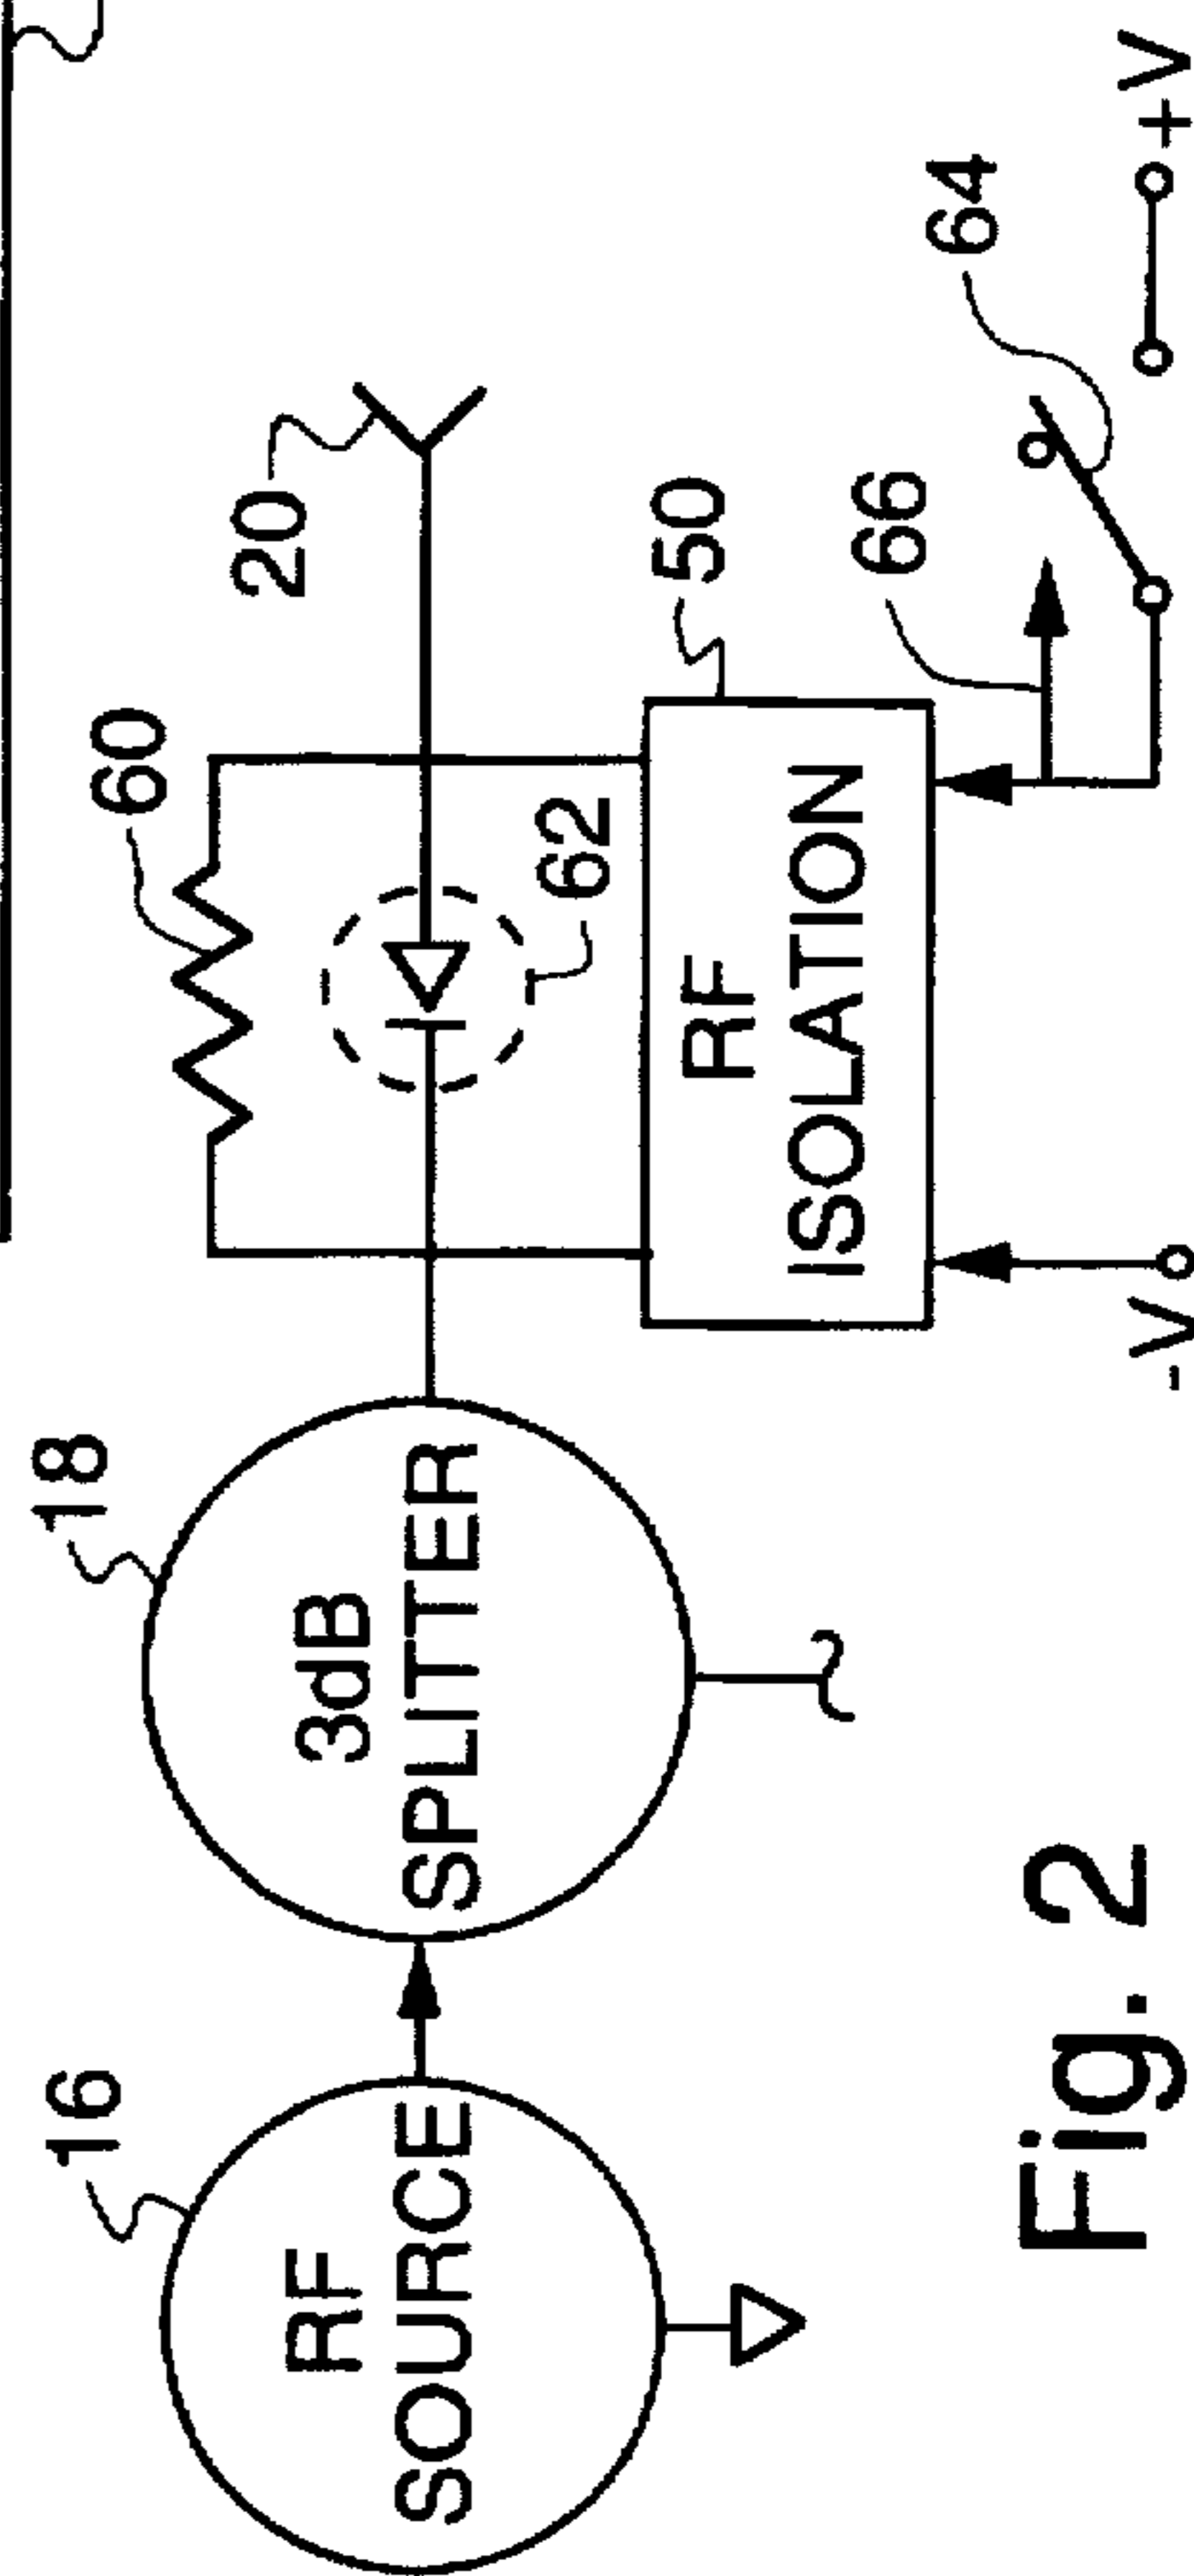 16
RF
SOURCE
18
3dB
SPLITTER
60
62
20
RF
ISOLATION
50
66
64
-V
+V
Fig. 2